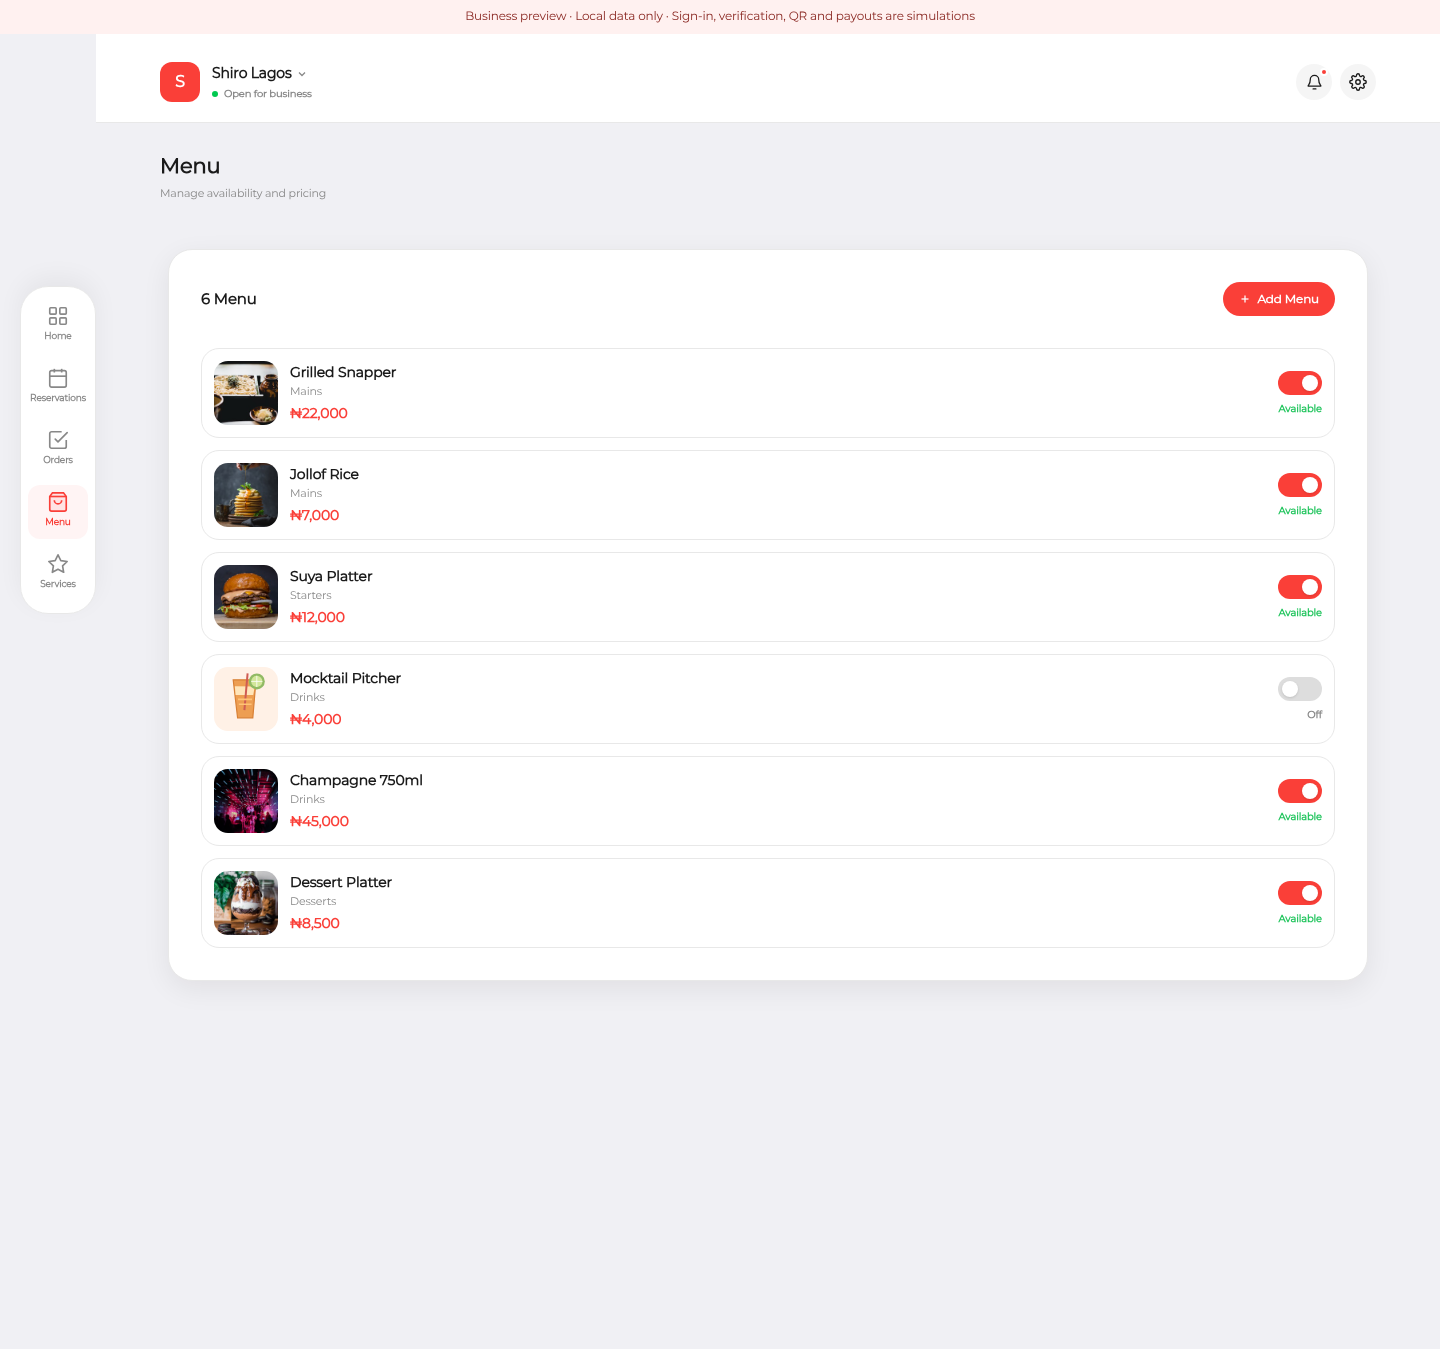 Business preview · Local data only · Sign-in, verification, QR and payouts are simulations
S
Shiro Lagos
Open for business
Menu
Manage availability and pricing
Home
Reservations
Orders
Menu
Services
6 Menu
+ Add Menu
Grilled Snapper
Mains
₦22,000
Available
Jollof Rice
Mains
₦7,000
Available
Suya Platter
Starters
₦12,000
Available
Mocktail Pitcher
Drinks
₦4,000
Off
Champagne 750ml
Drinks
₦45,000
Available
Dessert Platter
Desserts
₦8,500
Available